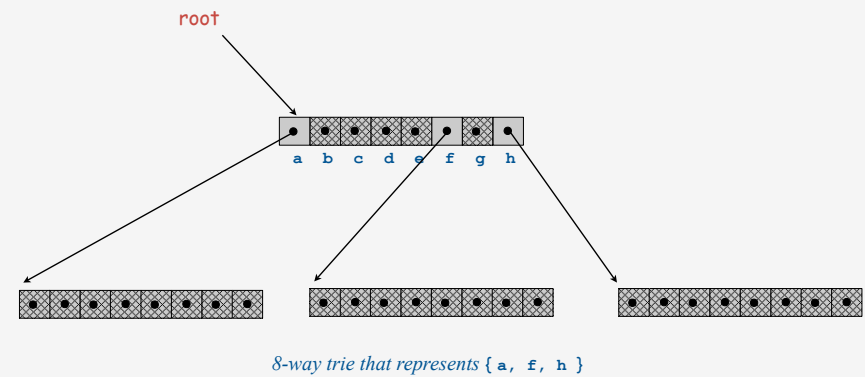 root
a b c d e f g h
8-way trie that represents { a, f, h }